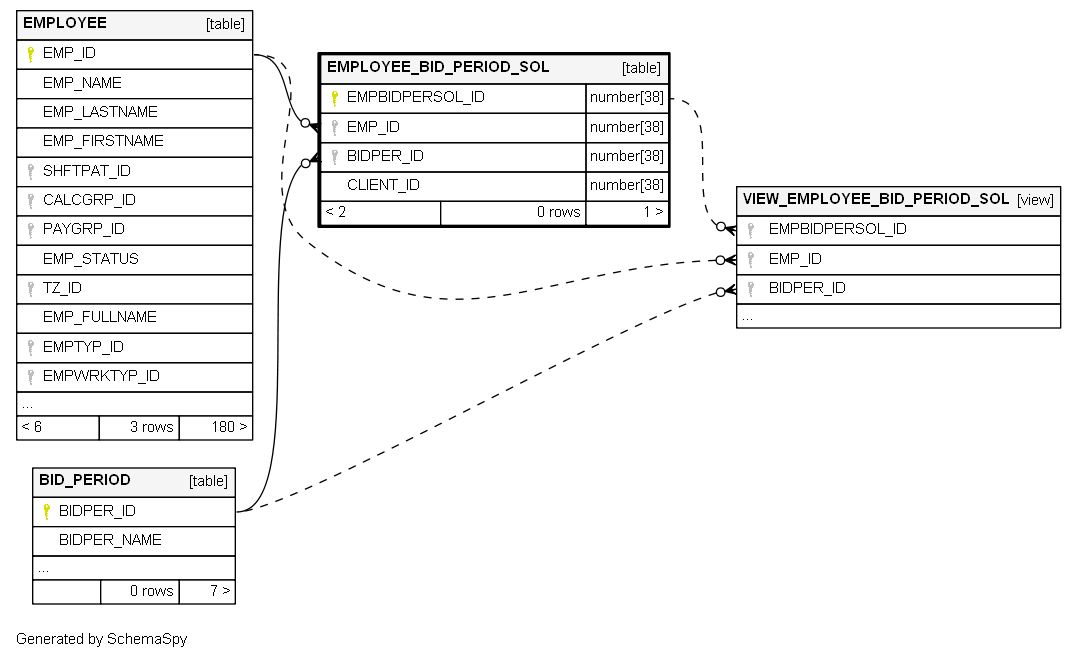 EMPLOYEE [table]
EMP_ID
EMP_NAME
EMP_LASTNAME
EMP_FIRSTNAME
SHFTPAT_ID
CALCGRP_ID
PAYGRP_ID
EMP_STATUS
TZ_ID
EMP_FULLNAME
EMPTYP_ID
EMPWRKTYP_ID
...
< 6 3 rows 180 >
EMPLOYEE_BID_PERIOD_SOL [table]
EMPBIDPERSOL_ID number[38]
EMP_ID number[38]
BIDPER_ID number[38]
CLIENT_ID number[38]
< 2 0 rows 1 >
VIEW_EMPLOYEE_BID_PERIOD_SOL [view]
EMPBIDPERSOL_ID
EMP_ID
BIDPER_ID
...
BID_PERIOD [table]
BIDPER_ID
BIDPER_NAME
...
0 rows 7 >
Generated by SchemaSpy